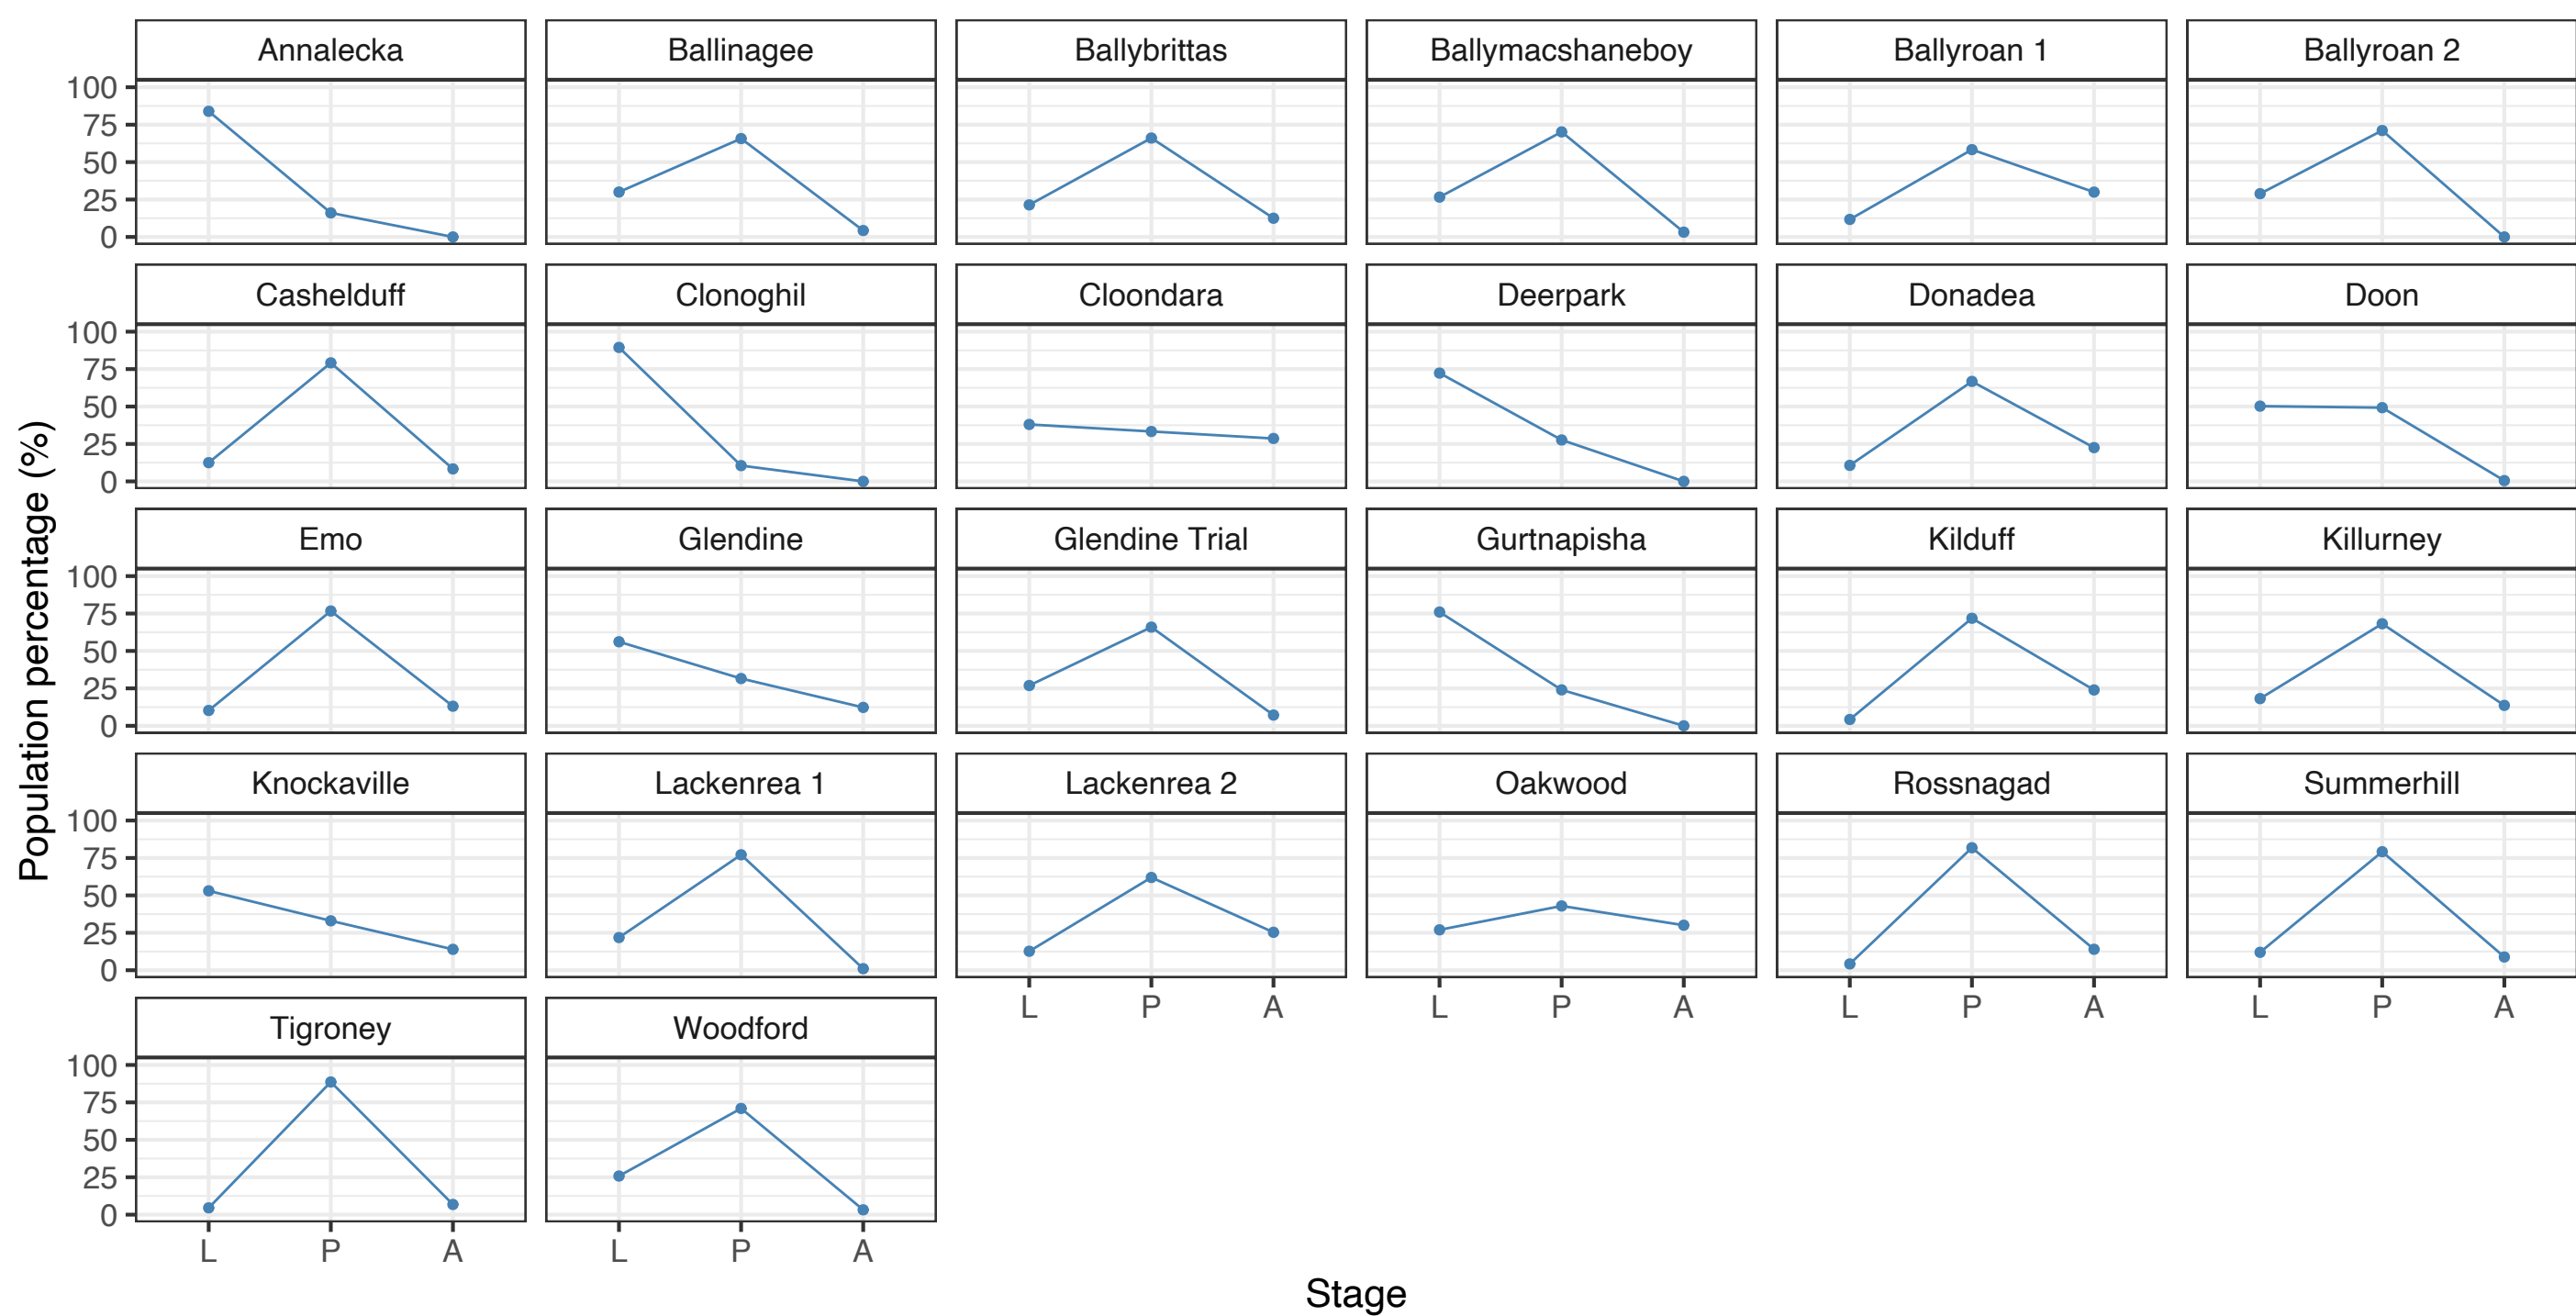 Annalecka
Ballinagee
Ballybrittas
Ballymacshaneboy
Ballyroan 1
Ballyroan 2
100
75
50
25
0
Cashelduff
Clonoghil
Cloondara
Deerpark
Donadea
Doon
100
75
50
25
0
Emo
Glendine
Glendine Trial
Gurtnapisha
Kilduff
Killurney
100
75
50
25
0
Knockaville
Lackenrea 1
Lackenrea 2
Oakwood
Rossnagad
Summerhill
100
75
50
25
0
L P A
L P A
L P A
L P A
Tigroney
Woodford
100
75
50
25
0
L P A
L P A
Population percentage (%)
Stage